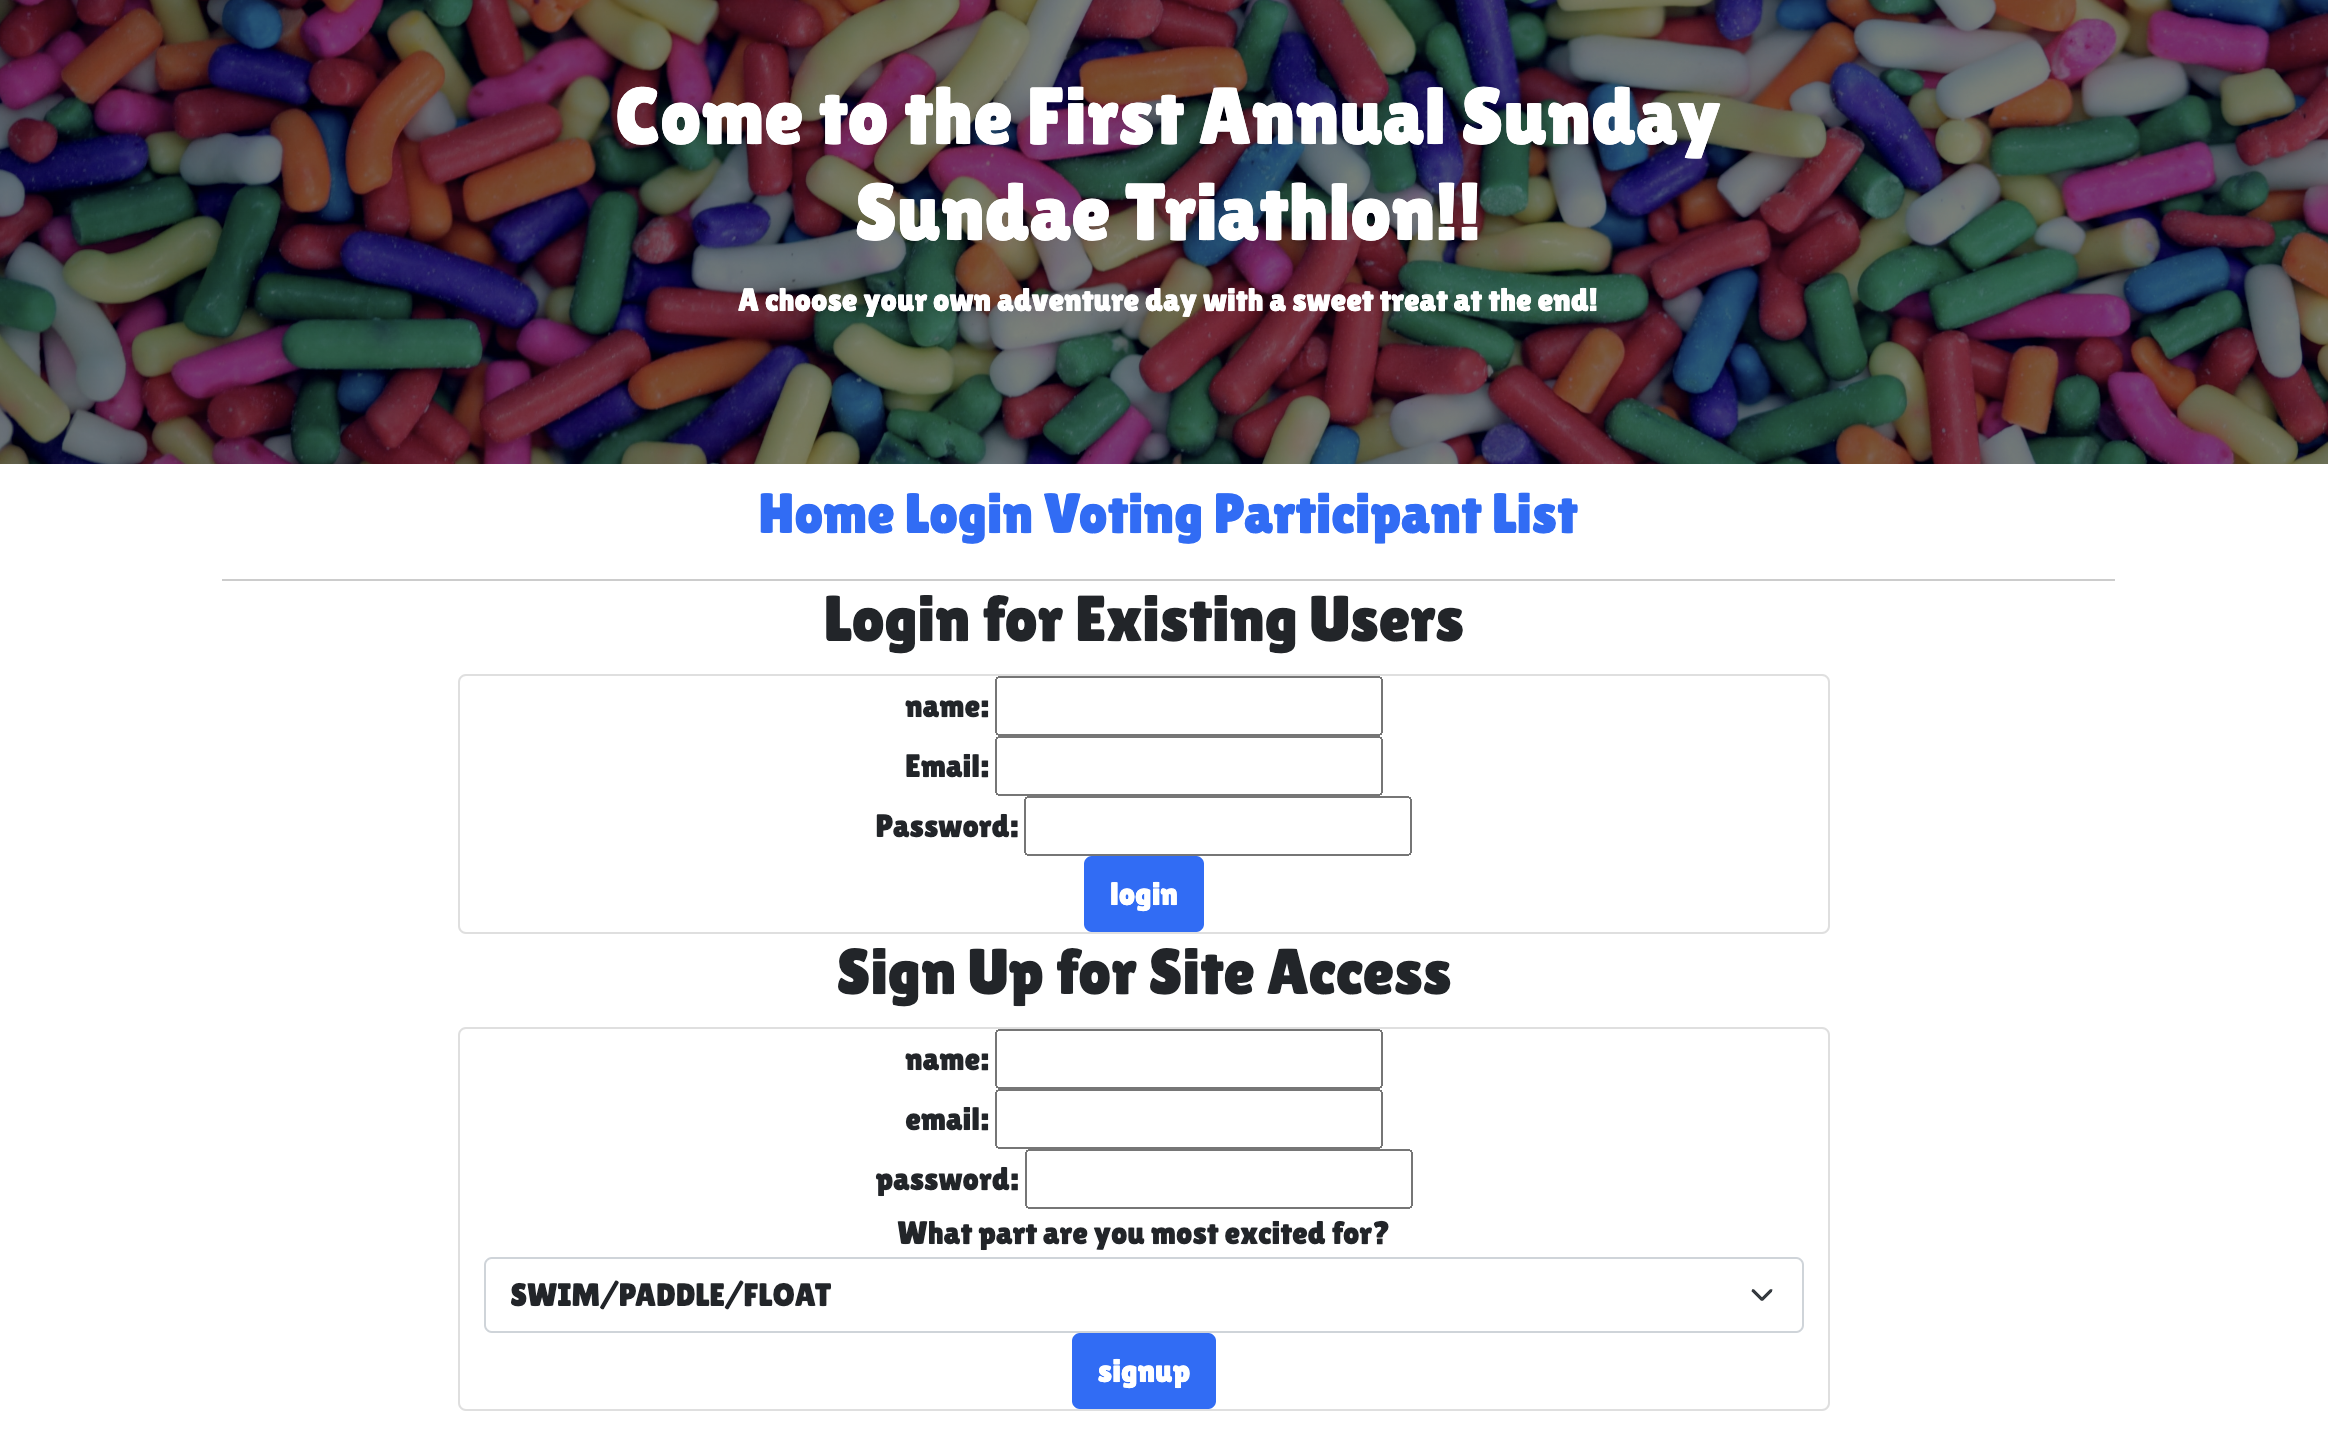 Come to the First Annual Sunday
Sundae Triathlon!!
A choose your own adventure day with a sweet treat at the end!
Home Login Voting Participant List
Login for Existing Users
name:
Email:
Password:
login
Sign Up for Site Access
name:
email:
password:
What part are you most excited for?
SWIM/PADDLE/FLOAT
signup